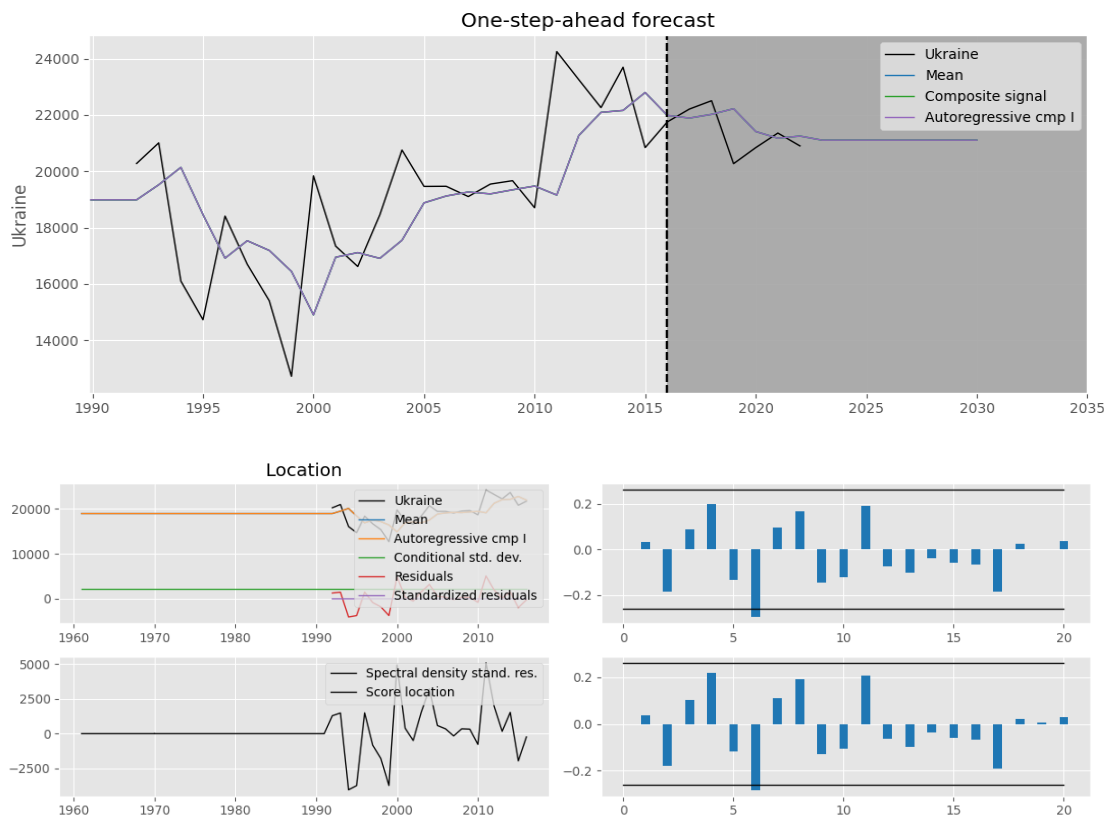 One-step-ahead forecast
Ukraine
24000
22000
20000
18000
16000
14000
Ukraine
Mean
Composite signal
Autoregressive cmp I
1990 1995 2000 2005 2010 2015 2020 2025 2030 2035
Location
20000
10000
0
Ukraine
Mean
Autoregressive cmp I
Conditional std. dev.
Residuals
Standardized residuals
1960 1970 1980 1990 2000 2010
0.2
0.0
−0.2
0 5 10 15 20
5000
2500
0
−2500
Spectral density stand. res.
Score location
1960 1970 1980 1990 2000 2010
0.2
0.0
−0.2
0 5 10 15 20